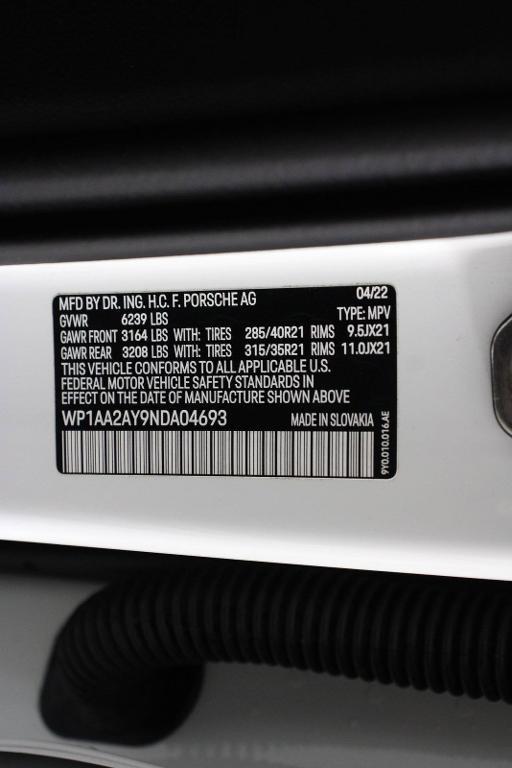 MFD BY DR. ING. H.C. F. PORSCHE AG 04/22
GVWR 6239 LBS TYPE: MPV
GAWR FRONT 3164 LBS WITH: TIRES 285/40R21 RIMS 9.5JX21
GAWR REAR 3208 LBS WITH: TIRES 315/35R21 RIMS 11.0JX21
THIS VEHICLE CONFORMS TO ALL APPLICABLE U.S.
FEDERAL MOTOR VEHICLE SAFETY STANDARDS IN
EFFECT ON THE DATE OF MANUFACTURE SHOWN ABOVE
WP1AA2AY9NDA04693 MADE IN SLOVAKIA
9Y0.010.016.AE